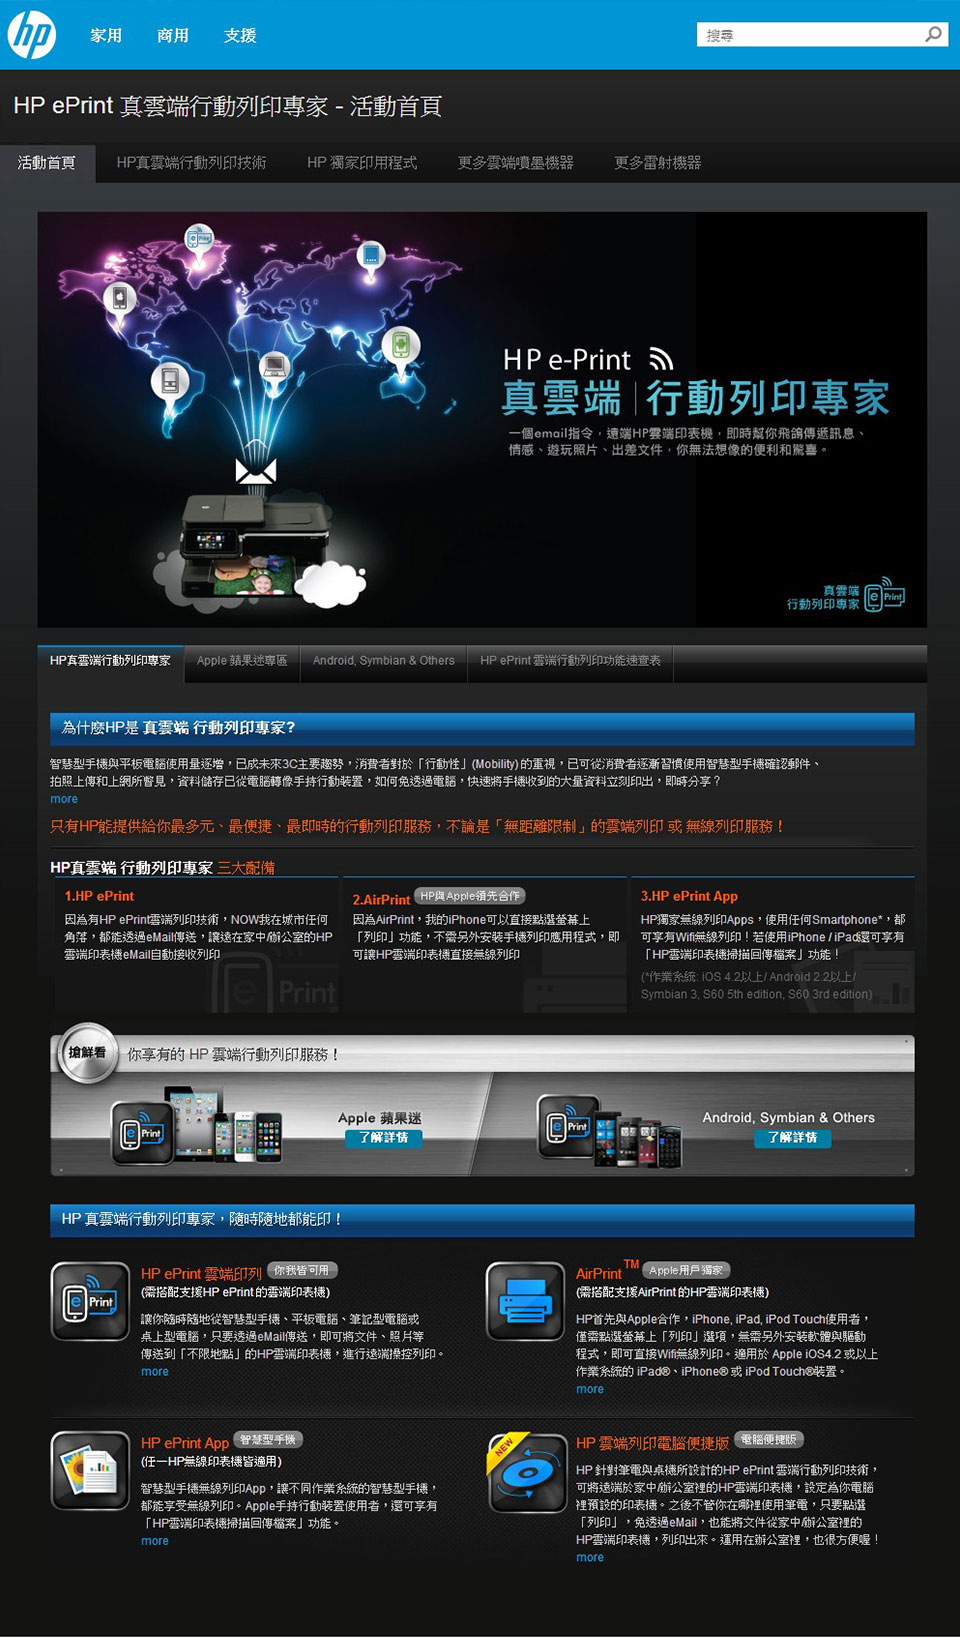 hp
家用
商用
支援
搜尋
HP ePrint 真雲端行動列印專家 - 活動首頁
活動首頁
HP真雲端行動列印技術
HP 獨家印用程式
更多雲端噴墨機器
更多雷射機器
HP e-Print
真雲端|行動列印專家
一個email指令，遠端HP雲端印表機，即時幫你飛鴿傳遞訊息、
情感、遊玩照片、出差文件，你無法想像的便利和驚喜。
真雲端
行動列印專家
ePrint
HP真雲端行動列印專家
Apple 蘋果迷專區
Android, Symbian & Others
HP ePrint 雲端行動列印功能速查表
為什麼HP是 真雲端 行動列印專家?
智慧型手機與平板電腦使用量逐增，已成未來3C主要趨勢，消費者對於「行動性」(Mobility) 的重視，已可從消費者逐漸習慣使用智慧型手機確認郵件、
拍照上傳和上網所瞥見，資料儲存已從電腦轉像手持行動裝置，如何免透過電腦，快速將手機收到的大量資料立刻印出，即時分享？
more
只有HP能提供給你最多元、最便捷、最即時的行動列印服務，不論是「無距離限制」的雲端列印 或 無線列印服務！
HP真雲端 行動列印專家 三大配備
1.HP ePrint
因為有HP ePrint雲端列印技術，NOW我在城市任何
角落，都能透過eMail傳送，讓遠在家中/辦公室的HP
雲端印表機eMail自動接收列印
ePrint
2.AirPrint HP與Apple領先合作
因為AirPrint，我的iPhone可以直接點選螢幕上
「列印」功能，不需另外安裝手機列印應用程式，即
可讓HP雲端印表機直接無線列印
3.HP ePrint App
HP獨家無線列印Apps，使用任何Smartphone*，都
可享有Wifi無線列印！若使用iPhone / iPad還可享有
「HP雲端印表機掃描回傳檔案」功能！
(*作業系統: iOS 4.2以上/ Android 2.2以上/
Symbian 3, S60 5th edition, S60 3rd edition)
搶鮮看
你享有的 HP 雲端行動列印服務！
ePrint
Apple 蘋果迷
了解詳情
ePrint
Android, Symbian & Others
了解詳情
HP 真雲端行動列印專家，隨時隨地都能印！
ePrint
HP ePrint 雲端印列 你我皆可用
(需搭配支援HP ePrint 的雲端印表機)
讓你隨時隨地從智慧型手機、平板電腦、筆記型電腦或
桌上型電腦，只要透過eMail傳送，即可將文件、照片等
傳送到「不限地點」的HP雲端印表機，進行遠端操控列印。
more
AirPrint™ Apple用戶獨家
(需搭配支援AirPrint 的HP雲端印表機)
HP首先與Apple合作，iPhone, iPad, iPod Touch使用者，
僅需點選螢幕上「列印」選項，無需另外安裝軟體與驅動
程式，即可直接Wifi無線列印。適用於 Apple iOS4.2 或以上
作業系統的 iPad®、iPhone® 或 iPod Touch®裝置。
more
HP ePrint App 智慧型手機
(任一HP無線印表機皆適用)
智慧型手機無線列印App，讓不同作業系統的智慧型手機，
都能享受無線列印。Apple手持行動裝置使用者，還可享有
「HP雲端印表機掃描回傳檔案」功能。
more
NEW
HP 雲端列印電腦便捷版 電腦便捷版
HP 針對筆電與桌機所設計的HP ePrint 雲端行動列印技術，
可將遠端於家中/辦公室裡的HP雲端印表機，設定為你電腦
裡預設的印表機。之後不管你在哪裡使用筆電，只要點選
「列印」，免透過eMail，也能將文件從家中/辦公室裡的
HP雲端印表機，列印出來。運用在辦公室裡，也很方便喔！
more